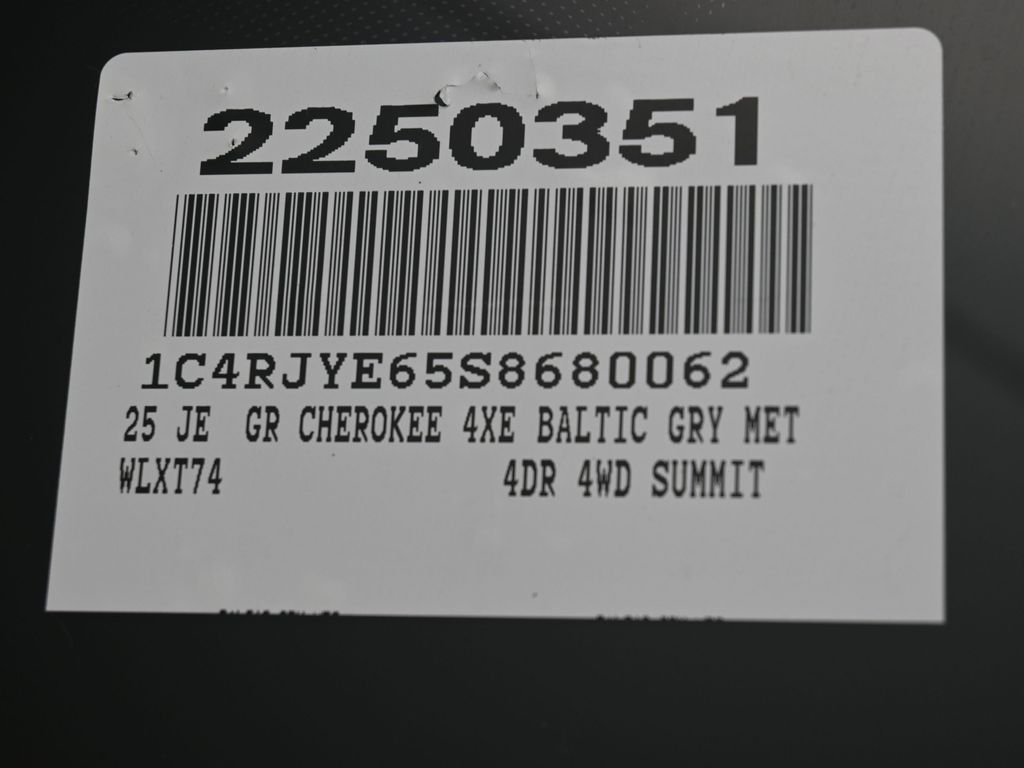 2250351
1C4RJYE65S8680062
25 JE GR CHEROKEE 4XE BALTIC GRY MET
WLXT74 4DR 4WD SUMMIT